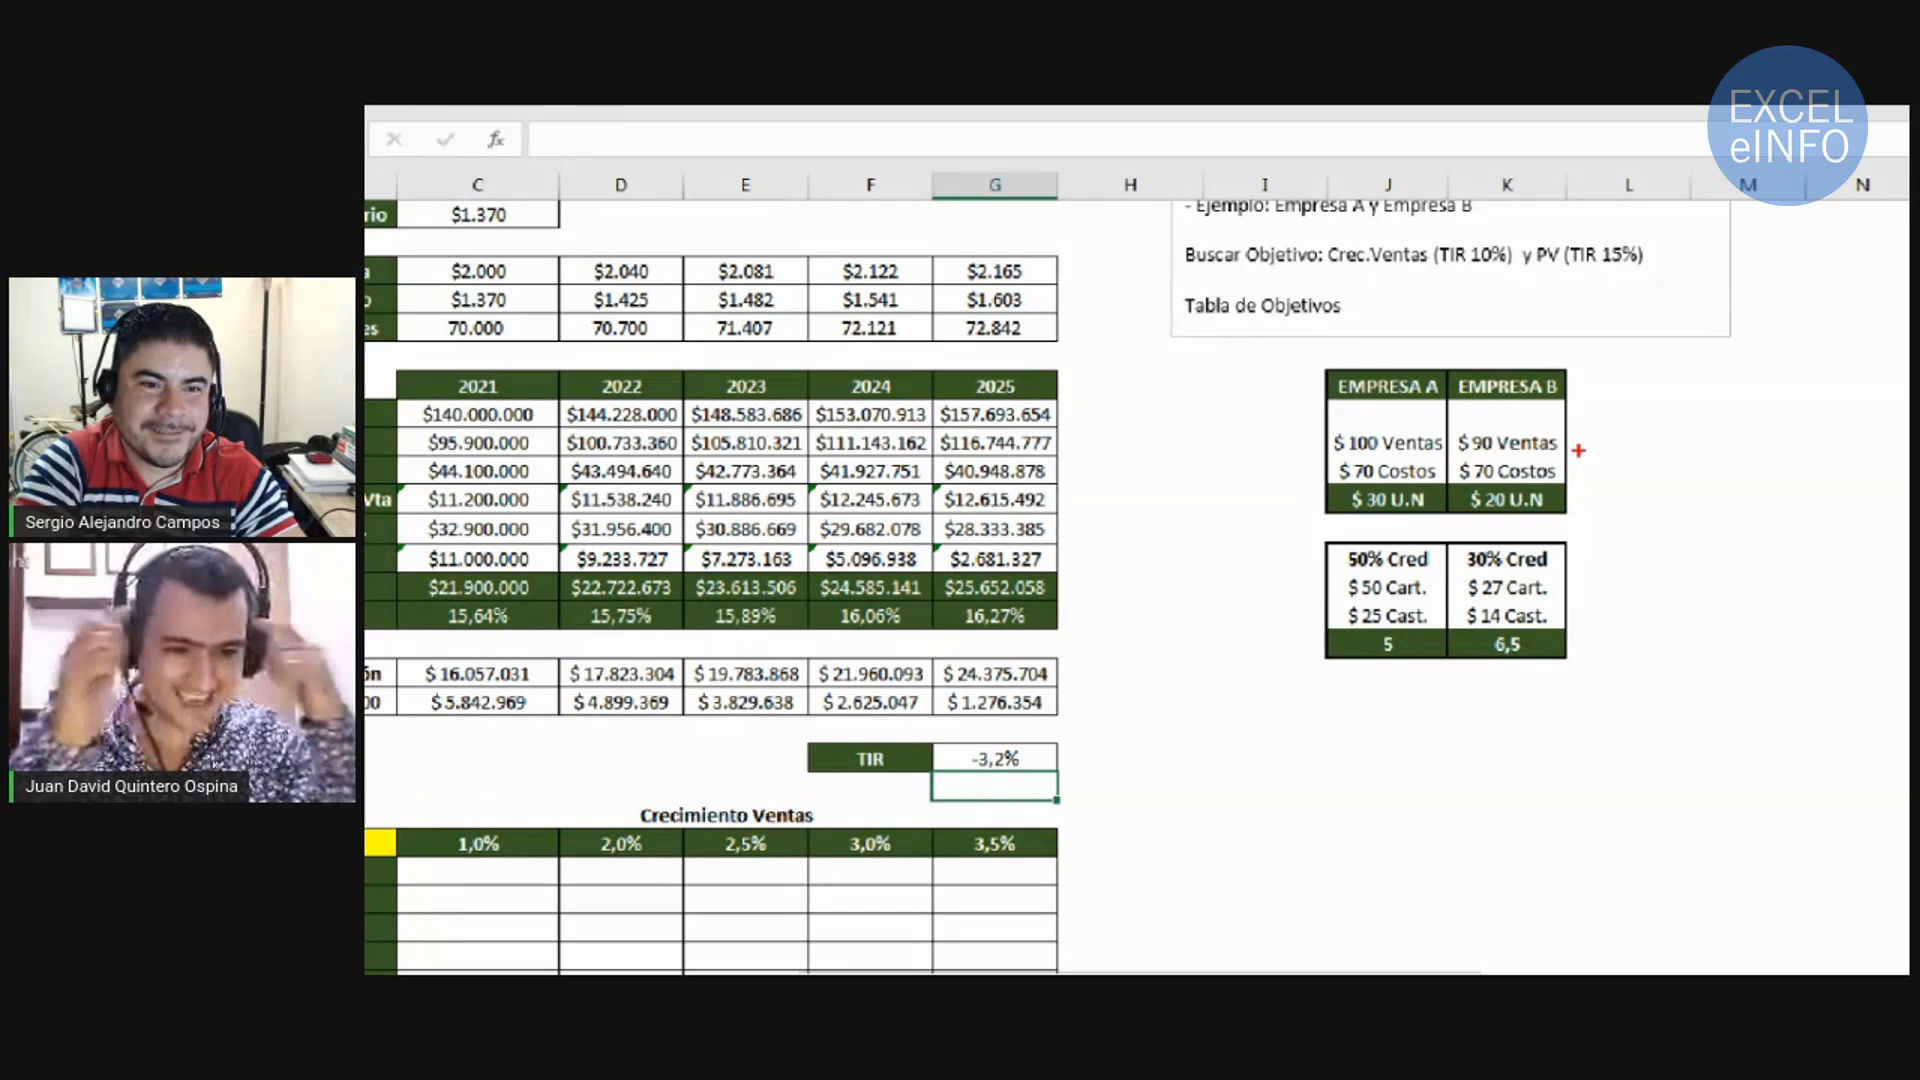 EXCEL
eINFO
fx
C D E F G H I J K L M N
rio $1.370
- Ejemplo: Empresa A y Empresa B
Buscar Objetivo: Crec.Ventas (TIR 10%) y PV (TIR 15%)
Tabla de Objetivos
a $2.000 $2.040 $2.081 $2.122 $2.165
o $1.370 $1.425 $1.482 $1.541 $1.603
es 70.000 70.700 71.407 72.121 72.842
2021 2022 2023 2024 2025
$140.000.000 $144.228.000 $148.583.686 $153.070.913 $157.693.654
$95.900.000 $100.733.360 $105.810.321 $111.143.162 $116.744.777
$44.100.000 $43.494.640 $42.773.364 $41.927.751 $40.948.878
Vta $11.200.000 $11.538.240 $11.886.695 $12.245.673 $12.615.492
$32.900.000 $31.956.400 $30.886.669 $29.682.078 $28.333.385
$11.000.000 $9.233.727 $7.273.163 $5.096.938 $2.681.327
$21.900.000 $22.722.673 $23.613.506 $24.585.141 $25.652.058
15,64% 15,75% 15,89% 16,06% 16,27%
ón $ 16.057.031 $ 17.823.304 $ 19.783.868 $ 21.960.093 $ 24.375.704
00 $ 5.842.969 $ 4.899.369 $ 3.829.638 $ 2.625.047 $ 1.276.354
TIR -3,2%
Crecimiento Ventas
1,0% 2,0% 2,5% 3,0% 3,5%
EMPRESA A EMPRESA B
$ 100 Ventas $ 90 Ventas
$ 70 Costos $ 70 Costos
$ 30 U.N $ 20 U.N
50% Cred 30% Cred
$ 50 Cart. $ 27 Cart.
$ 25 Cast. $ 14 Cast.
5 6,5
Sergio Alejandro Campos
Juan David Quintero Ospina